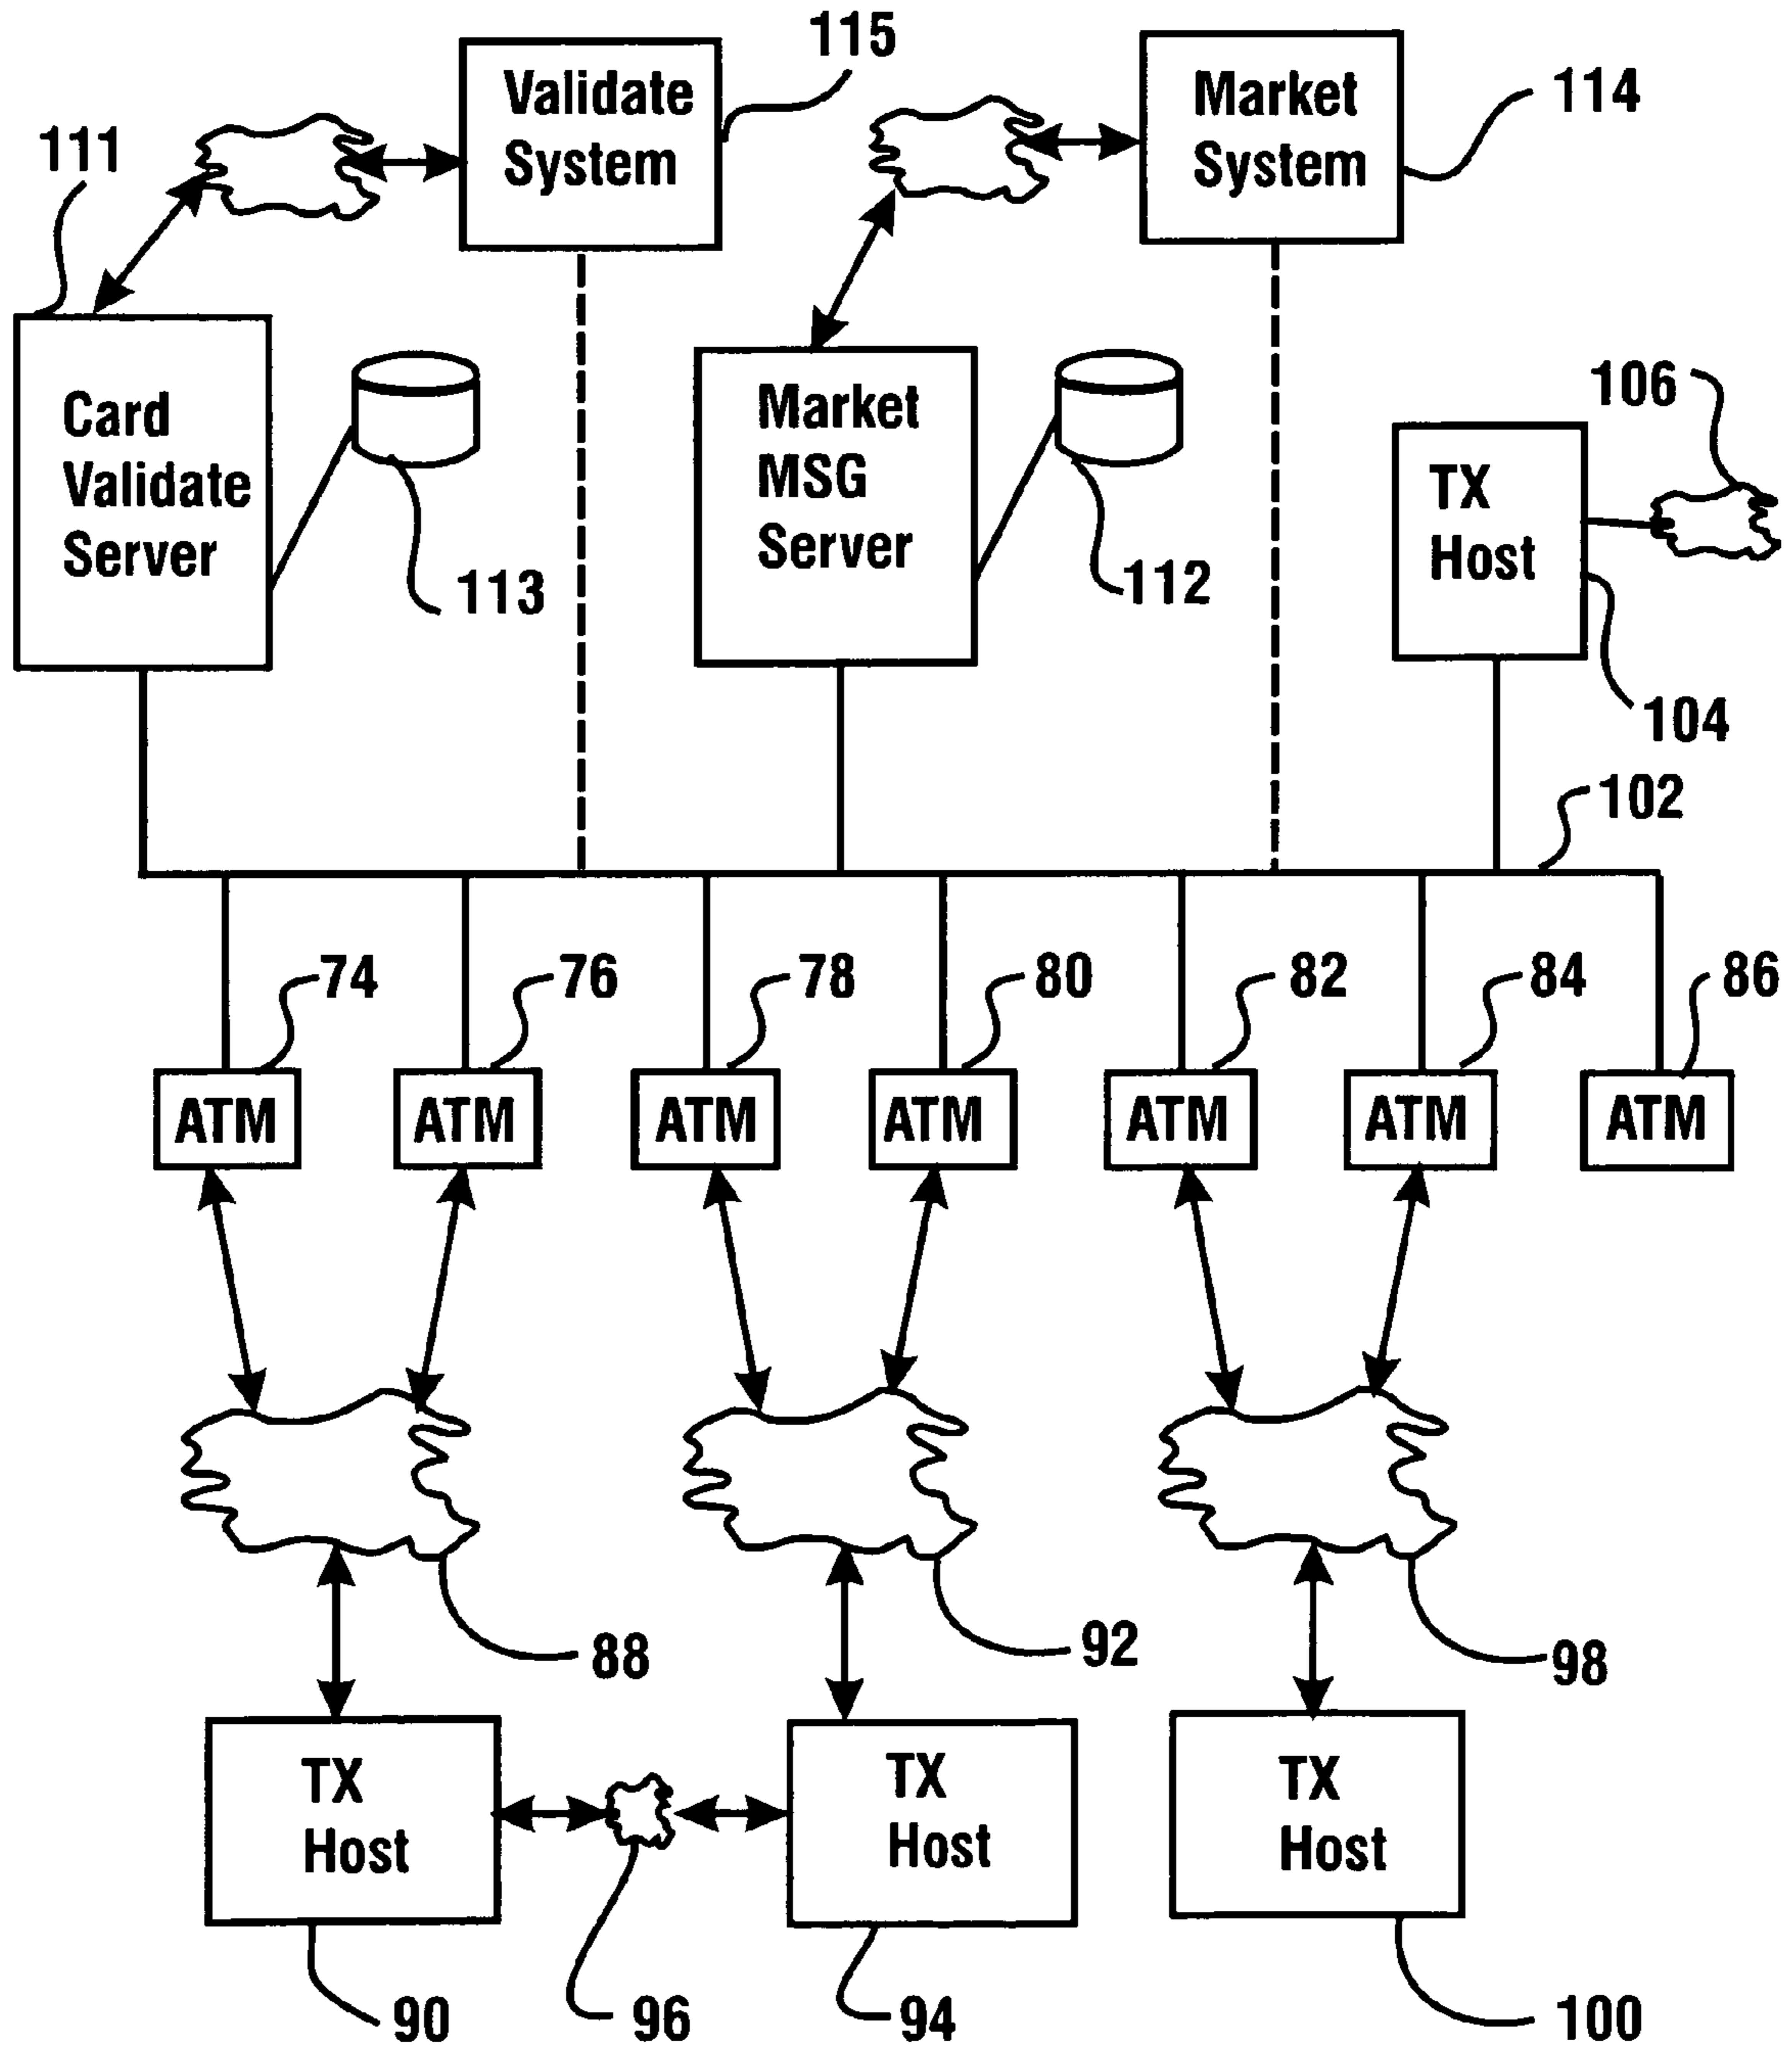 115
Validate
System
Market
System
114
111
Card
Validate
Server
113
Market
MSG
Server
112
106
TX
Host
104
102
74
76
78
80
82
84
86
ATM
ATM
ATM
ATM
ATM
ATM
ATM
88
92
98
TX
Host
TX
Host
TX
Host
90
96
94
100